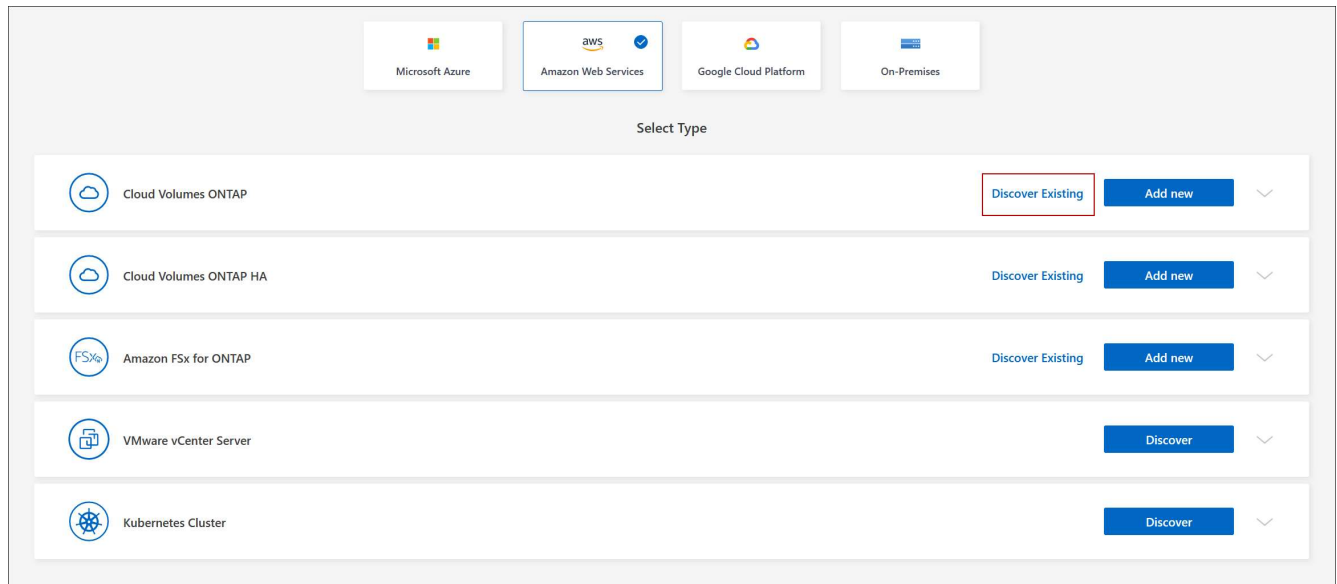 aws
Microsoft Azure
Amazon Web Services
Google Cloud Platform
On-Premises
Select Type
Cloud Volumes ONTAP
Discover Existing
Add new
Cloud Volumes ONTAP HA
Discover Existing
Add new
FSx
Amazon FSx for ONTAP
Discover Existing
Add new
VMware vCenter Server
Discover
Kubernetes Cluster
Discover